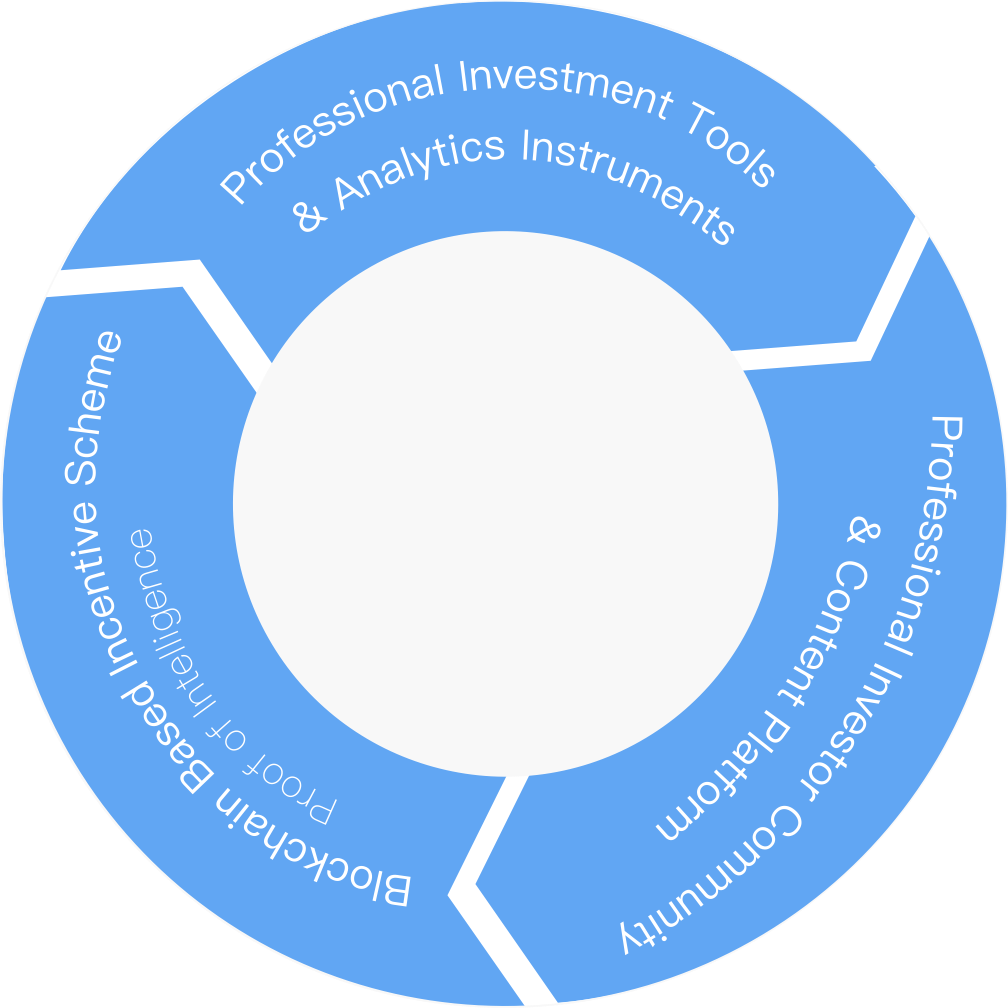 Professional Investment Tools
& Analytics Instruments
Professional Investor Community
& Content Platform
Blockchain Based Incentive Scheme
Proof of Intelligence